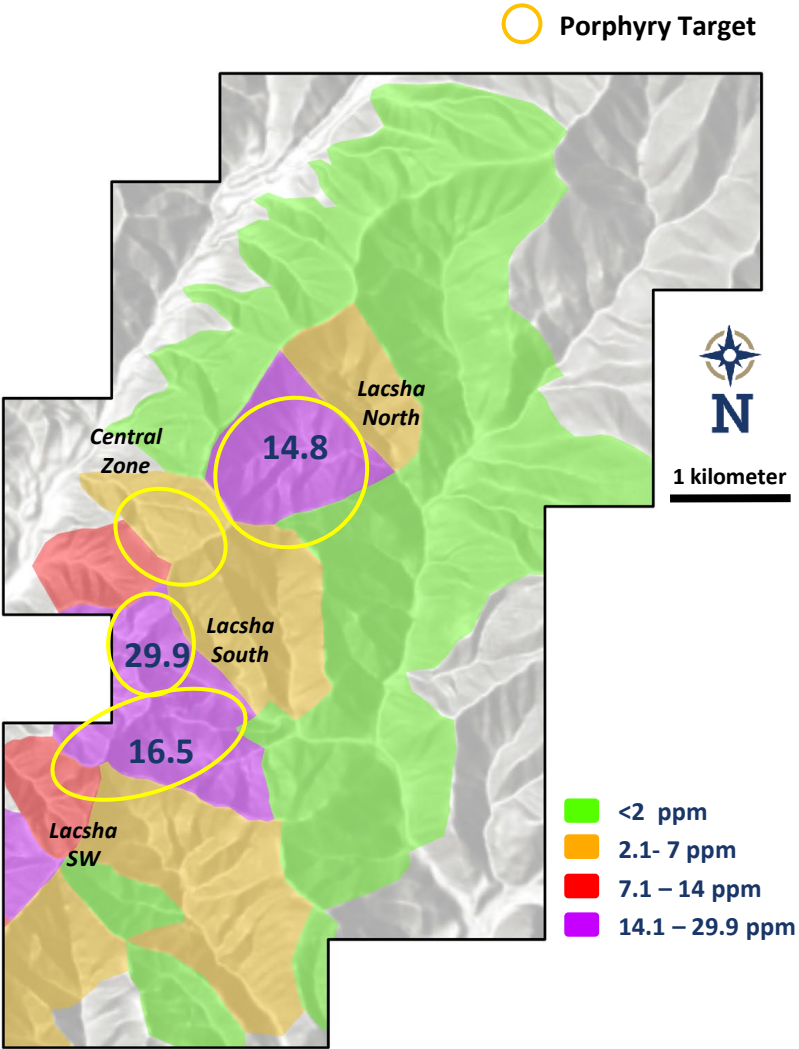 Porphyry Target
Lacsha
North
Central
Zone
14.8
N
1 kilometer
Lacsha
South
29.9
16.5
Lacsha
SW
<2 ppm
2.1- 7 ppm
7.1 – 14 ppm
14.1 – 29.9 ppm